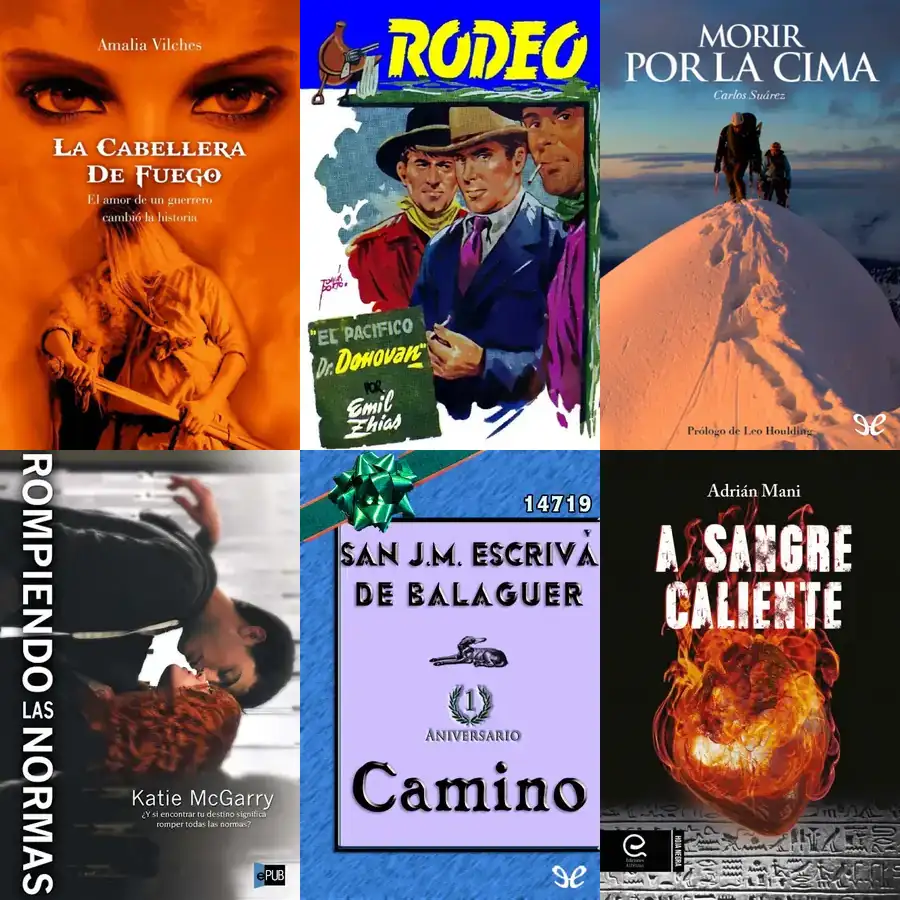 Amalia Vilches
LA CABELLERA
DE FUEGO
El amor de un guerrero
cambió la historia
RODEO
"EL PACIFICO
Dr. DONOVAN"
POR
Emil
Zhias
MORIR
POR LA CIMA
Carlos Suárez
Prólogo de Leo Houlding
ROMPIENDO LAS NORMAS
Katie McGarry
¿Y si encontrar tu destino significa
romper todas las normas?
ePUB
14719
SAN J.M. ESCRIVÁ
DE BALAGUER
1
ANIVERSARIO
Camino
Adrián Mani
A SANGRE
CALIENTE
HOJA NEGRA